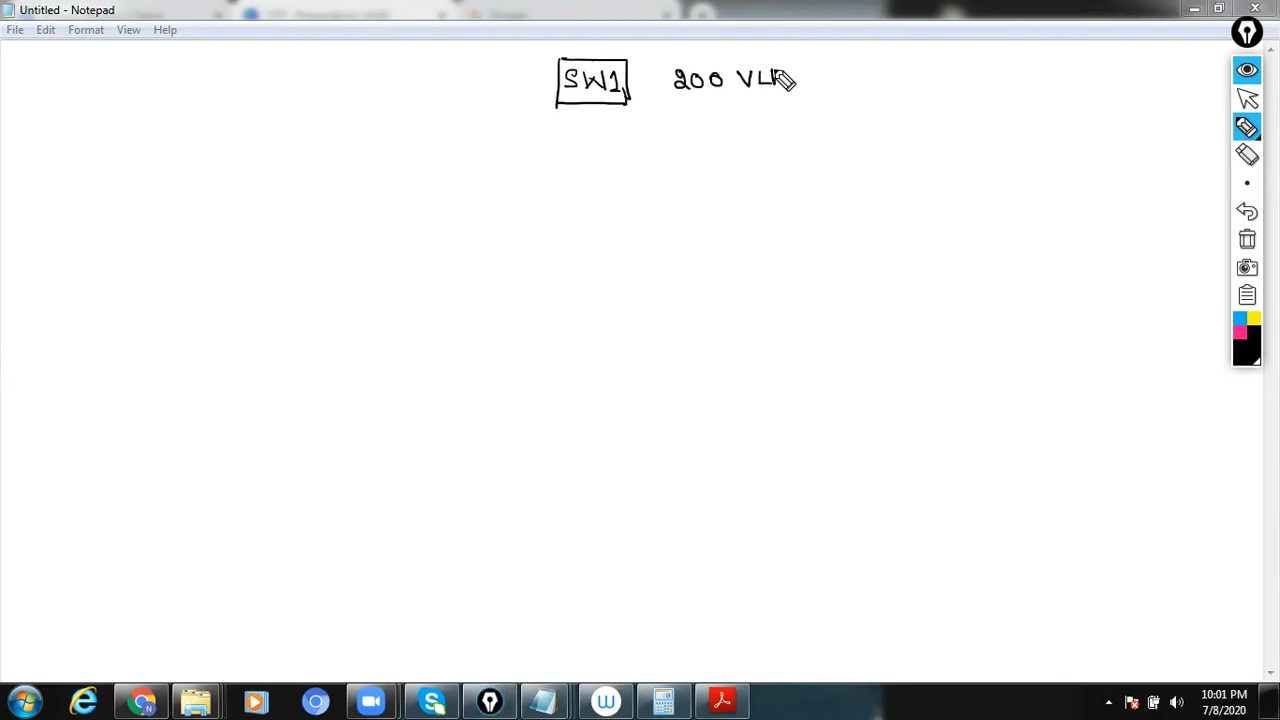 Untitled - Notepad
File Edit Format View Help
SW1 200 VL
10:01 PM
7/8/2020